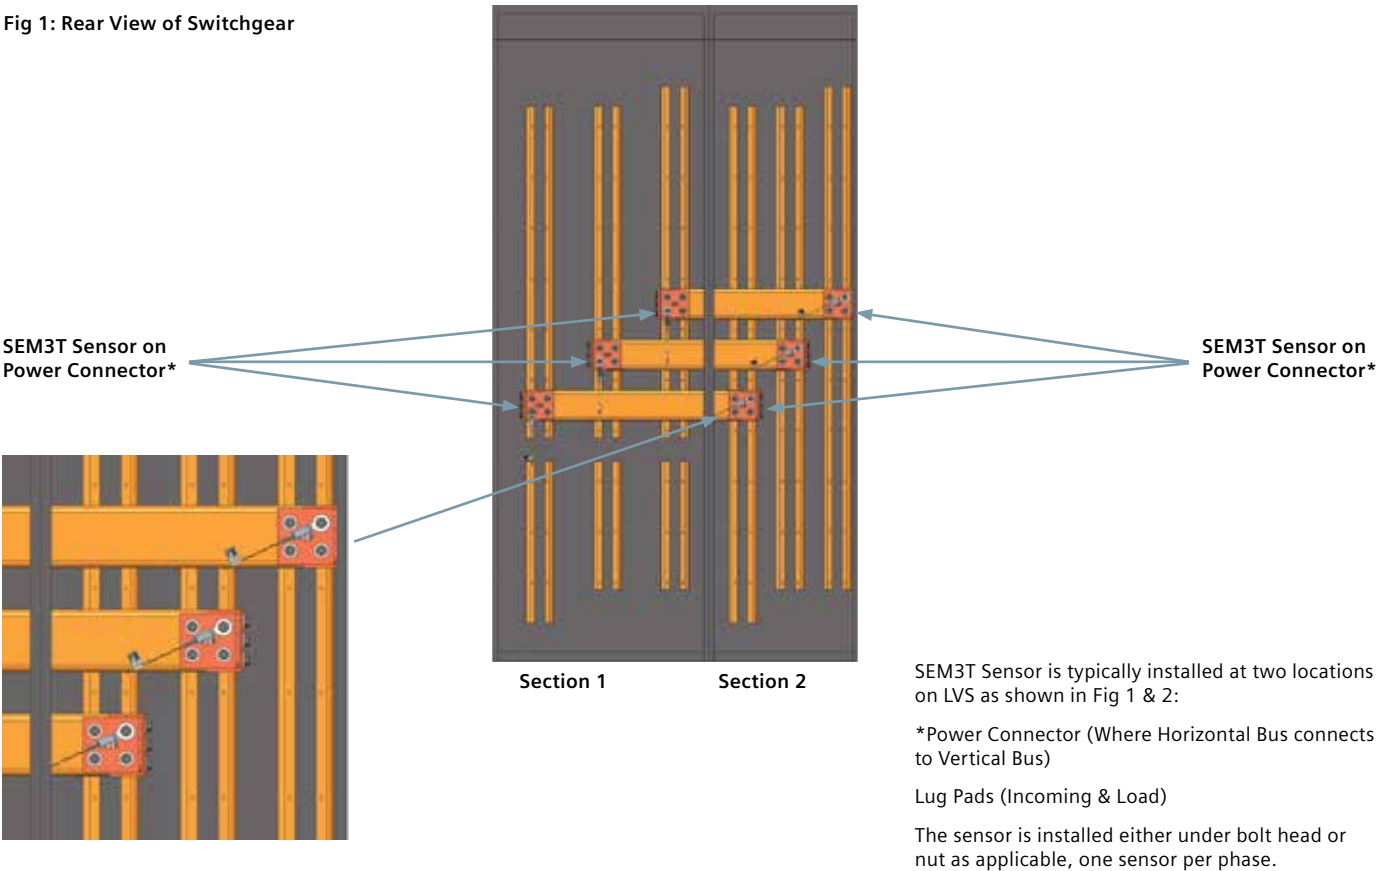 Fig 1: Rear View of Switchgear
SEM3T Sensor on
Power Connector*
SEM3T Sensor on
Power Connector*
Section 1
Section 2
SEM3T Sensor is typically installed at two locations
on LVS as shown in Fig 1 & 2:
*Power Connector (Where Horizontal Bus connects
to Vertical Bus)
Lug Pads (Incoming & Load)
The sensor is installed either under bolt head or
nut as applicable, one sensor per phase.